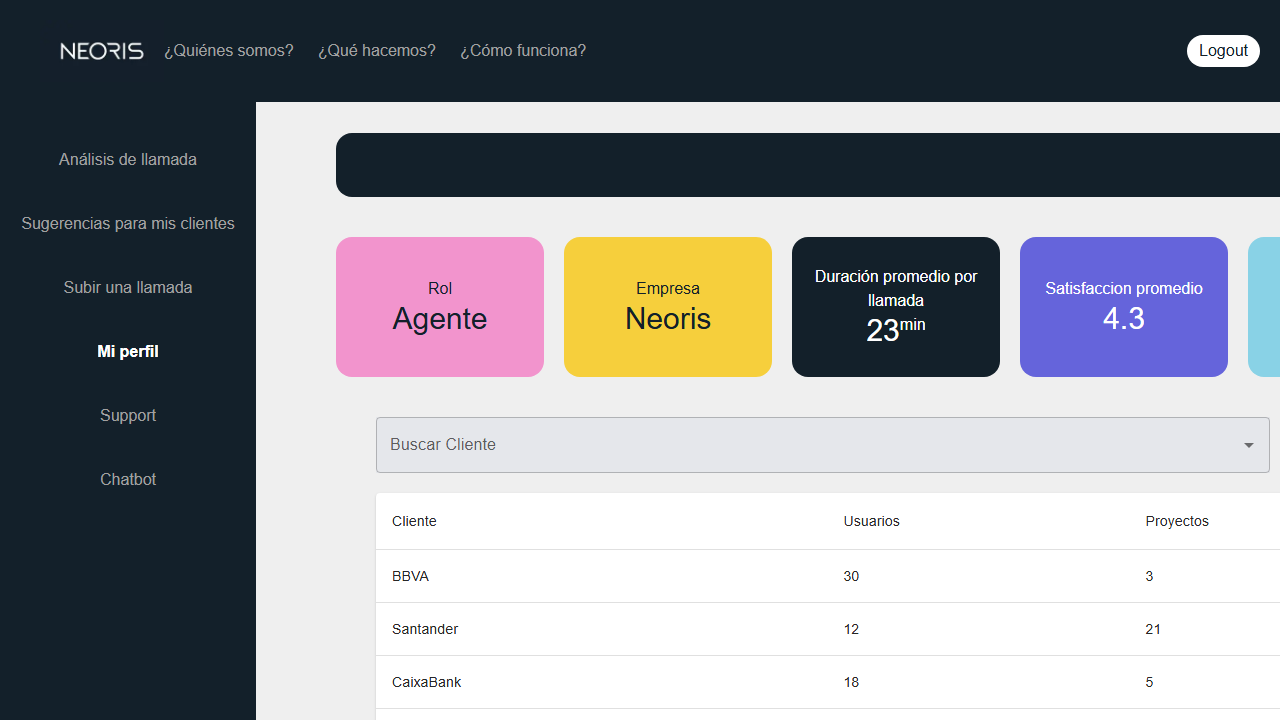 NEORIS ¿Quiénes somos? ¿Qué hacemos? ¿Cómo funciona? Logout
Análisis de llamada
Sugerencias para mis clientes
Subir una llamada
Mi perfil
Support
Chatbot
Rol
Agente
Empresa
Neoris
Duración promedio por
llamada
23min
Satisfaccion promedio
4.3
Buscar Cliente
Cliente Usuarios Proyectos
BBVA 30 3
Santander 12 21
CaixaBank 18 5